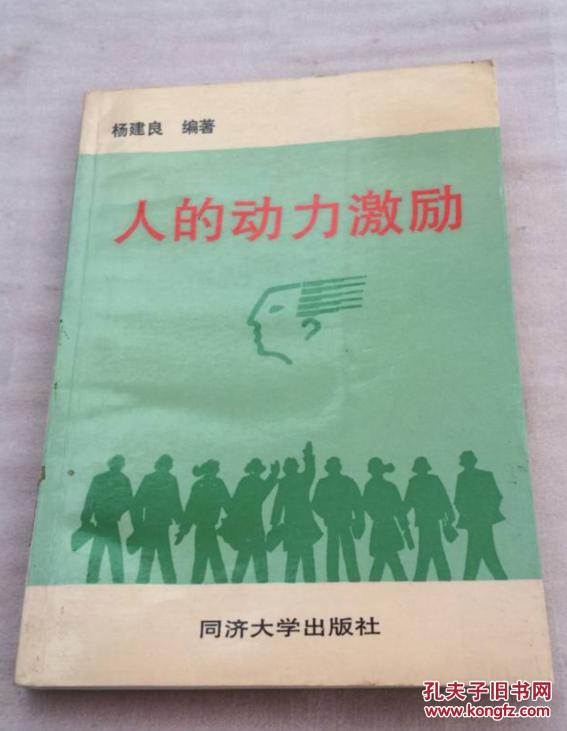 杨建良 编著
人的动力激励
同济大学出版社
孔夫子旧书网
www.kongfz.com